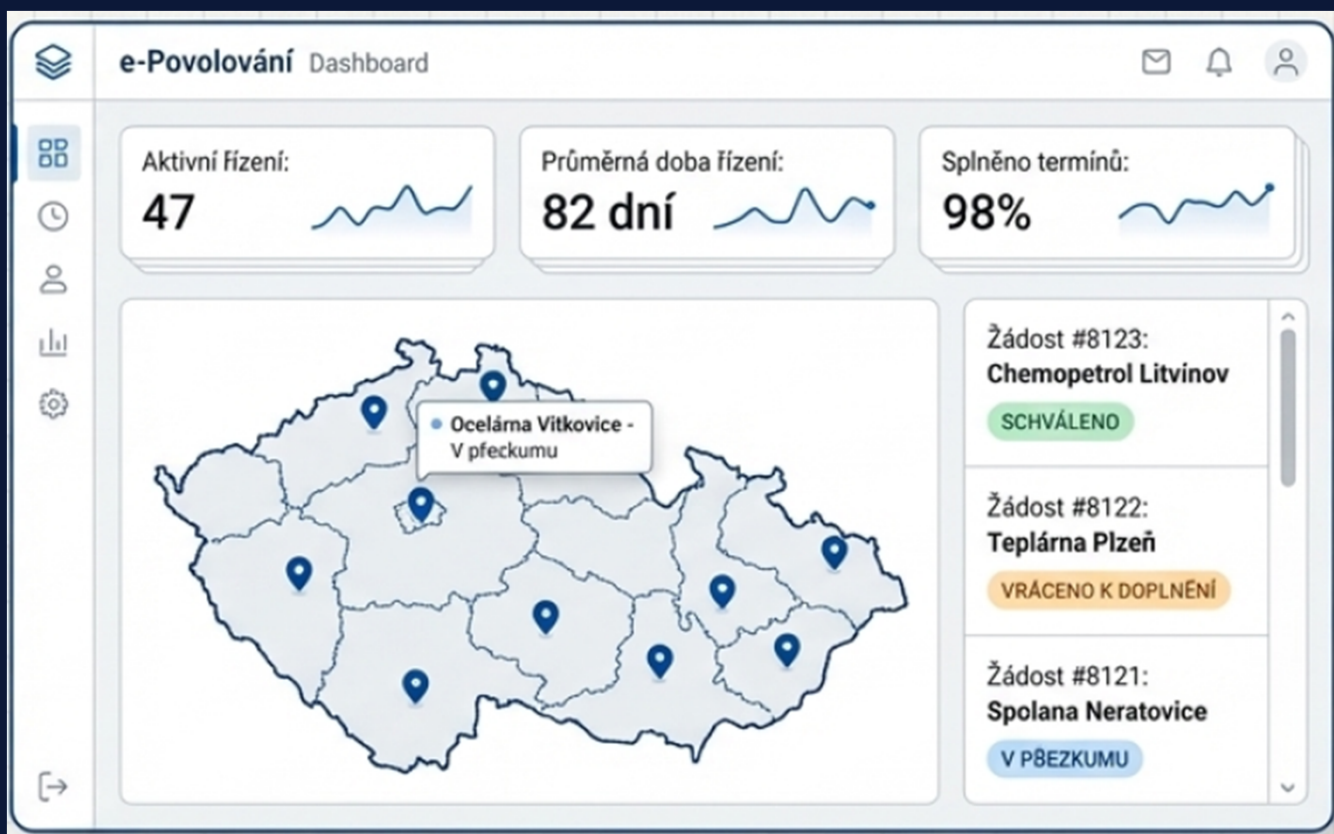 e-Povolování Dashboard
Aktivní řízení:
47
Průměrná doba řízení:
82 dní
Splněno termínů:
98%
Ocelárna Vitkovice -
V pfeckumu
Žádost #8123:
Chemopetrol Litvínov
SCHVÁLENO
Žádost #8122:
Teplárna Plzeň
VRÁCENO K DOPLNĚNÍ
Žádost #8121:
Spolana Neratovice
V PŘEZKUMU